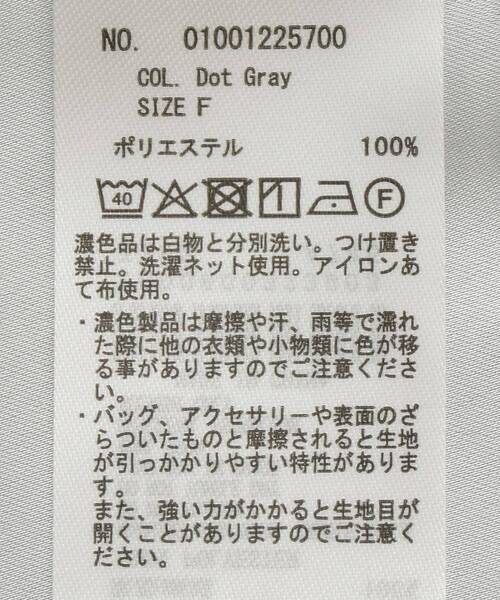 NO. 01001225700
COL. Dot Gray
SIZE F
ポリエステル 100%
40 F
濃色品は白物と分別洗い。つけ置き
禁止。洗濯ネット使用。アイロンあ
て布使用。
・濃色製品は摩擦や汗、雨等で濡れ
た際に他の衣類や小物類に色が移
る事がありますのでご注意くださ
い。
・バッグ、アクセサリーや表面のざ
らついたものと摩擦されると生地
が引っかかりやすい特性がありま
す。
また、強い力がかかると生地目が
開くことがありますのでご注意く
ださい。